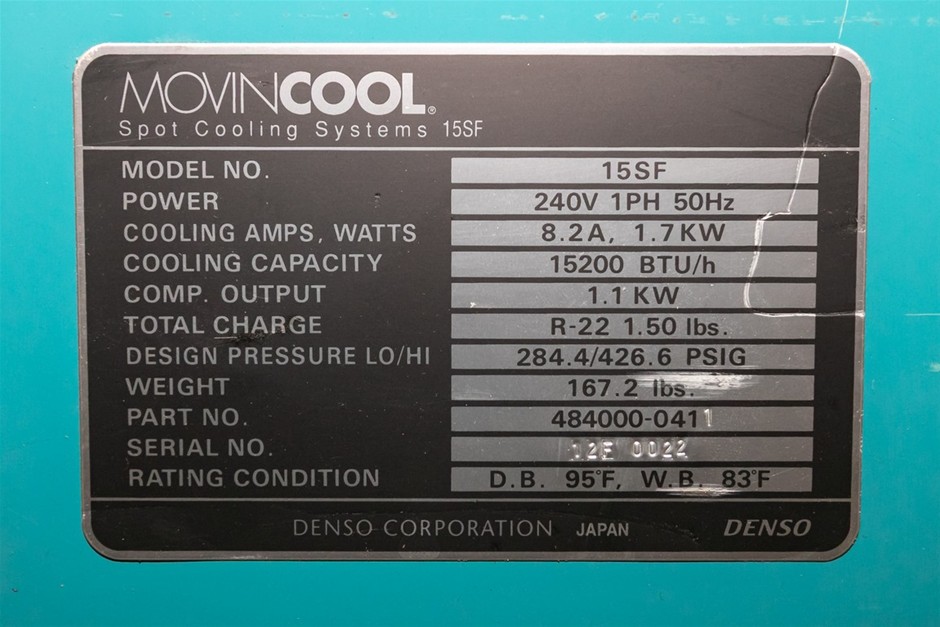 MOVINCOOL®
Spot Cooling Systems 15SF
MODEL NO. 15SF
POWER 240V 1PH 50Hz
COOLING AMPS, WATTS 8.2A, 1.7KW
COOLING CAPACITY 15200 BTU/h
COMP. OUTPUT 1.1KW
TOTAL CHARGE R-22 1.50 lbs.
DESIGN PRESSURE LO/HI 284.4/426.6 PSIG
WEIGHT 167.2 lbs.
PART NO. 484000-0411
SERIAL NO. 12E 0022
RATING CONDITION D.B. 95°F, W.B. 83°F
DENSO CORPORATION JAPAN DENSO